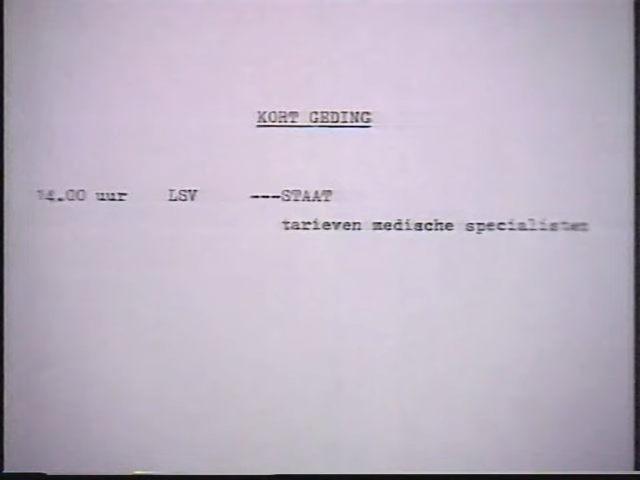 KORT GEDING
14.00 uur LSV ---STAAT
tarieven medische specialisten